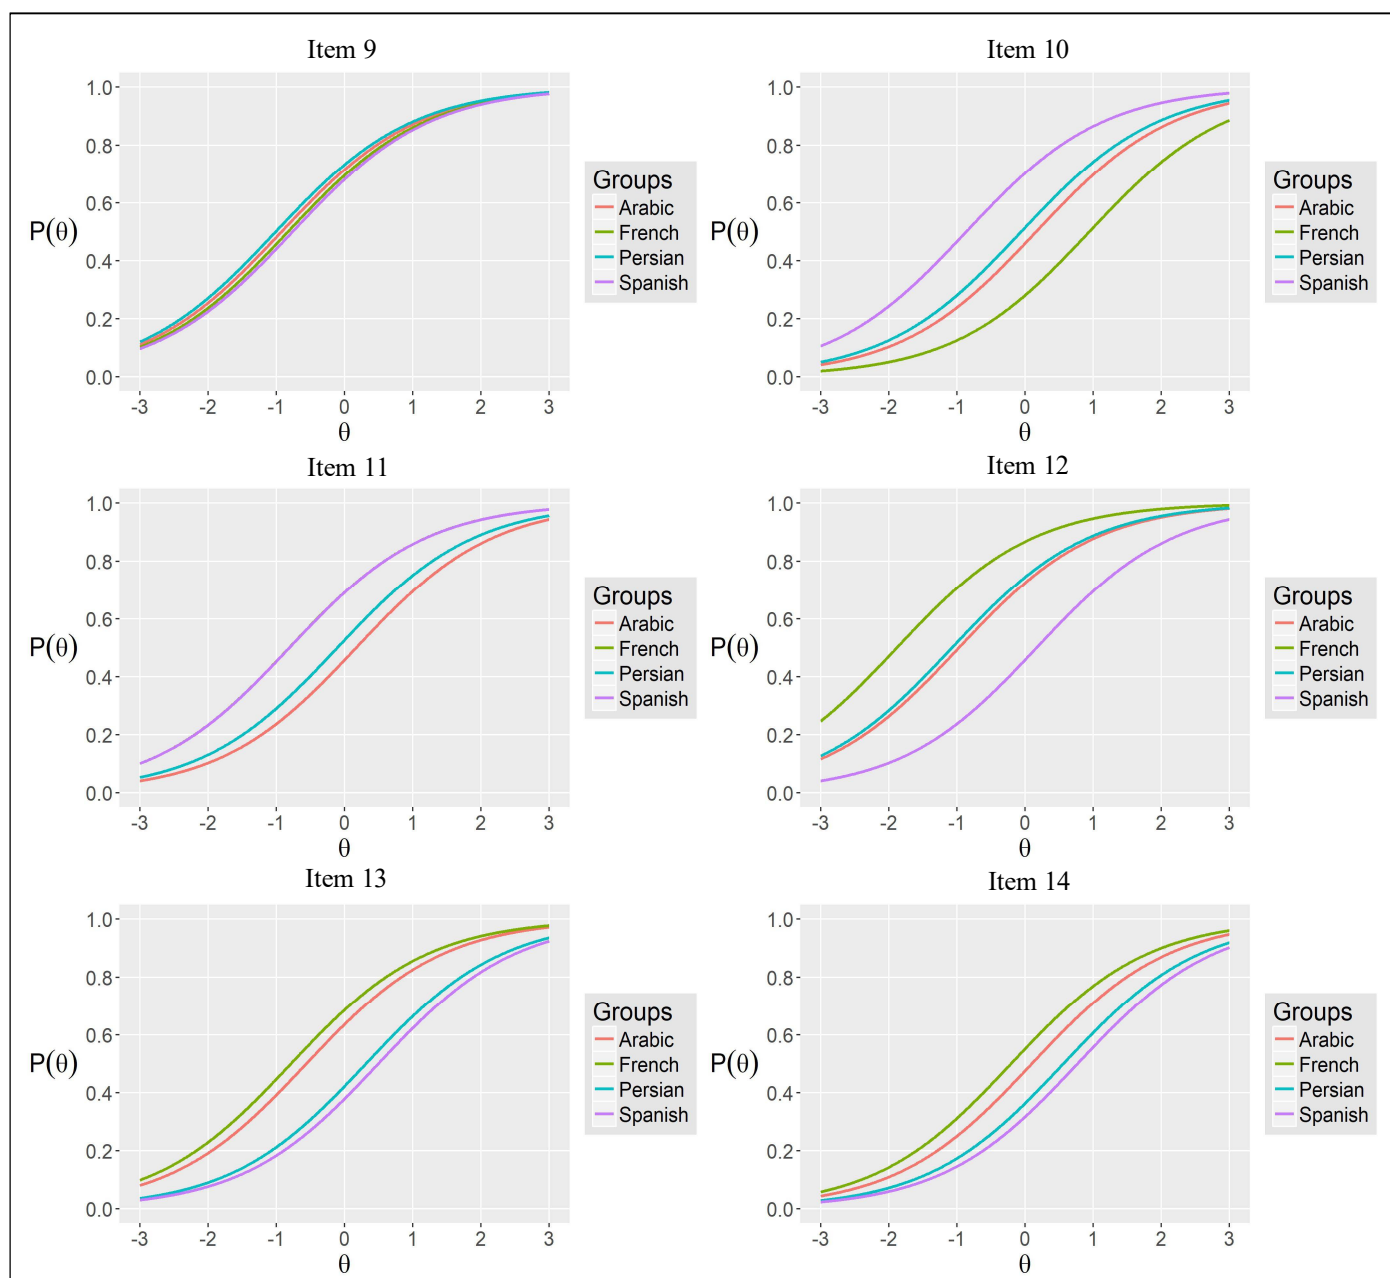 Item 9
1.0
0.8
0.6
P(θ)
0.4
0.2
0.0
-3 -2 -1 0 1 2 3
θ
Groups
Arabic
French
Persian
Spanish
Item 10
1.0
0.8
0.6
P(θ)
0.4
0.2
0.0
-3 -2 -1 0 1 2 3
θ
Groups
Arabic
French
Persian
Spanish
Item 11
1.0
0.8
0.6
P(θ)
0.4
0.2
0.0
-3 -2 -1 0 1 2 3
θ
Groups
Arabic
French
Persian
Spanish
Item 12
1.0
0.8
0.6
P(θ)
0.4
0.2
0.0
-3 -2 -1 0 1 2 3
θ
Groups
Arabic
French
Persian
Spanish
Item 13
1.0
0.8
0.6
P(θ)
0.4
0.2
0.0
-3 -2 -1 0 1 2 3
θ
Groups
Arabic
French
Persian
Spanish
Item 14
1.0
0.8
0.6
P(θ)
0.4
0.2
0.0
-3 -2 -1 0 1 2 3
θ
Groups
Arabic
French
Persian
Spanish